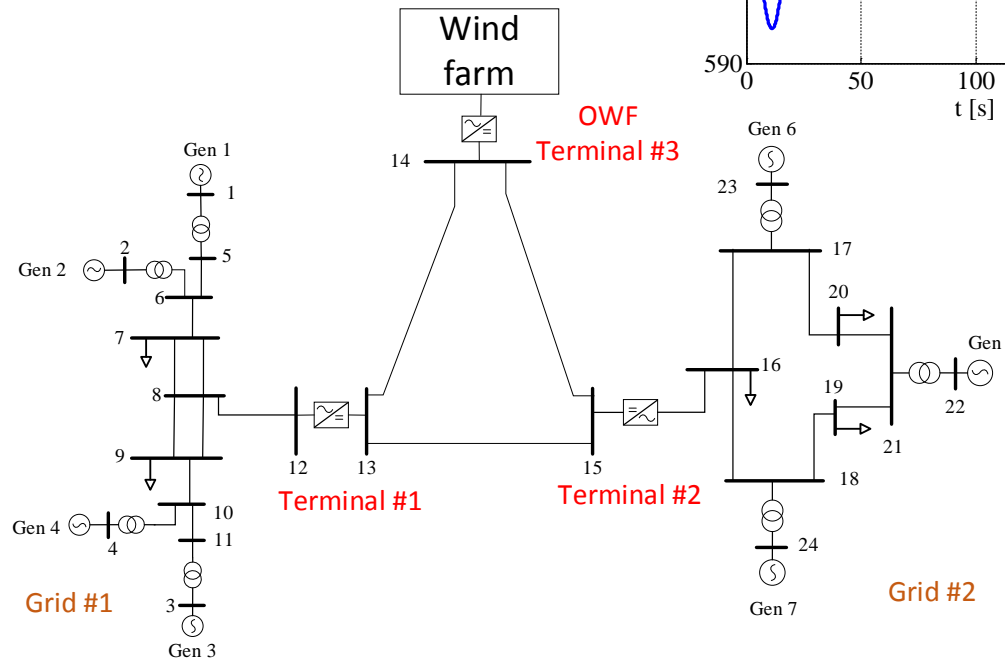 Wind
farm
590
0
50
100
t [s]
OWF
Terminal #3
14
Gen 6
23
Gen 1
1
17
Gen 2
2
5
6
20
7
16
Gen
8
19
22
9
21
12
13
15
18
Terminal #1
Terminal #2
10
Gen 4
4
11
24
Grid #1
3
Grid #2
Gen 3
Gen 7